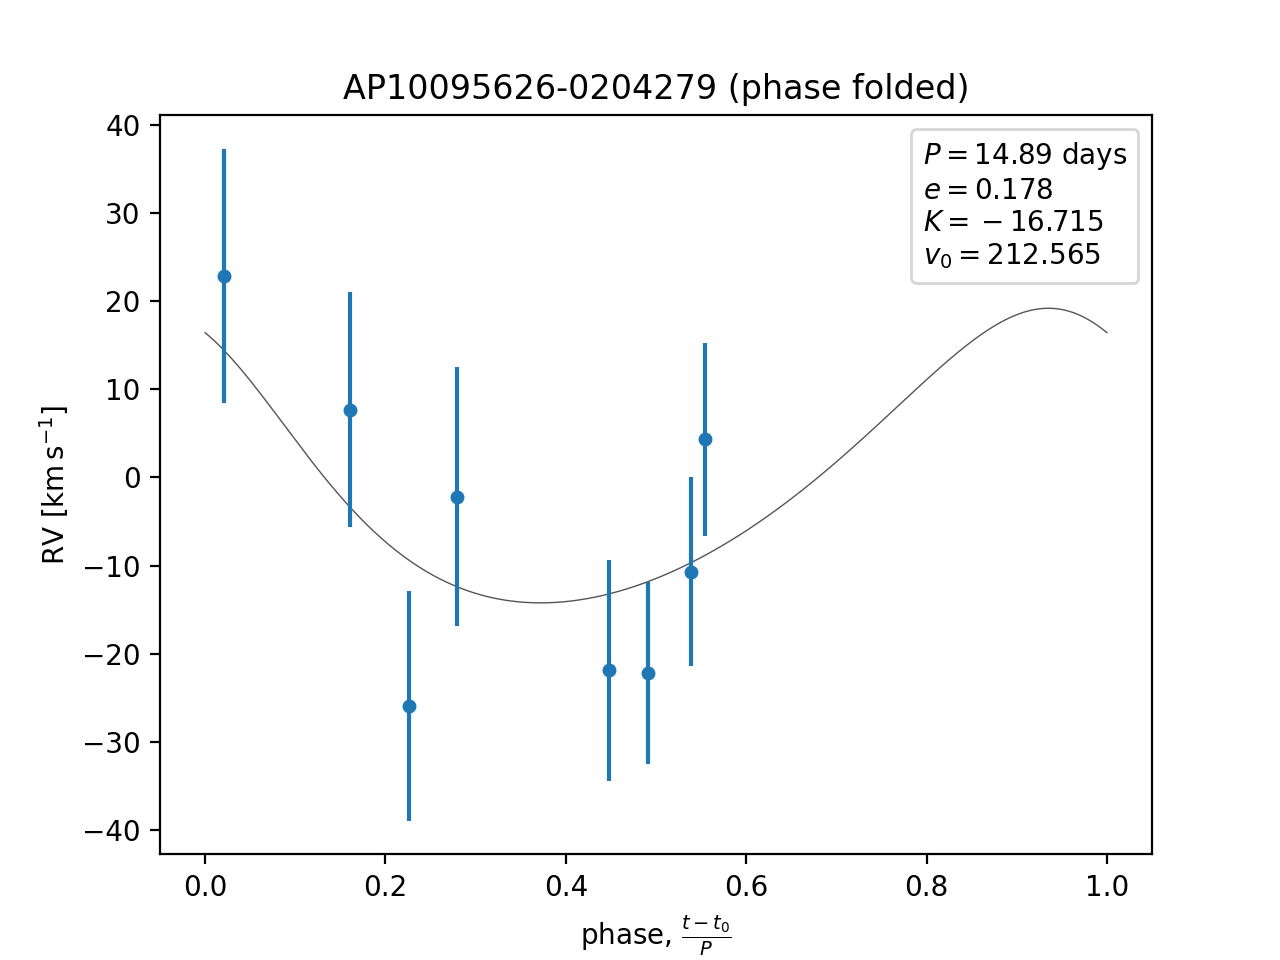 AP10095626-0204279 (phase folded)
P = 14.89 days
e = 0.178
K = −16.715
v₀ = 212.565
40
30
20
10
0
−10
−20
−30
−40
RV [km s⁻¹]
0.0 0.2 0.4 0.6 0.8 1.0
phase, (t − t₀)/P